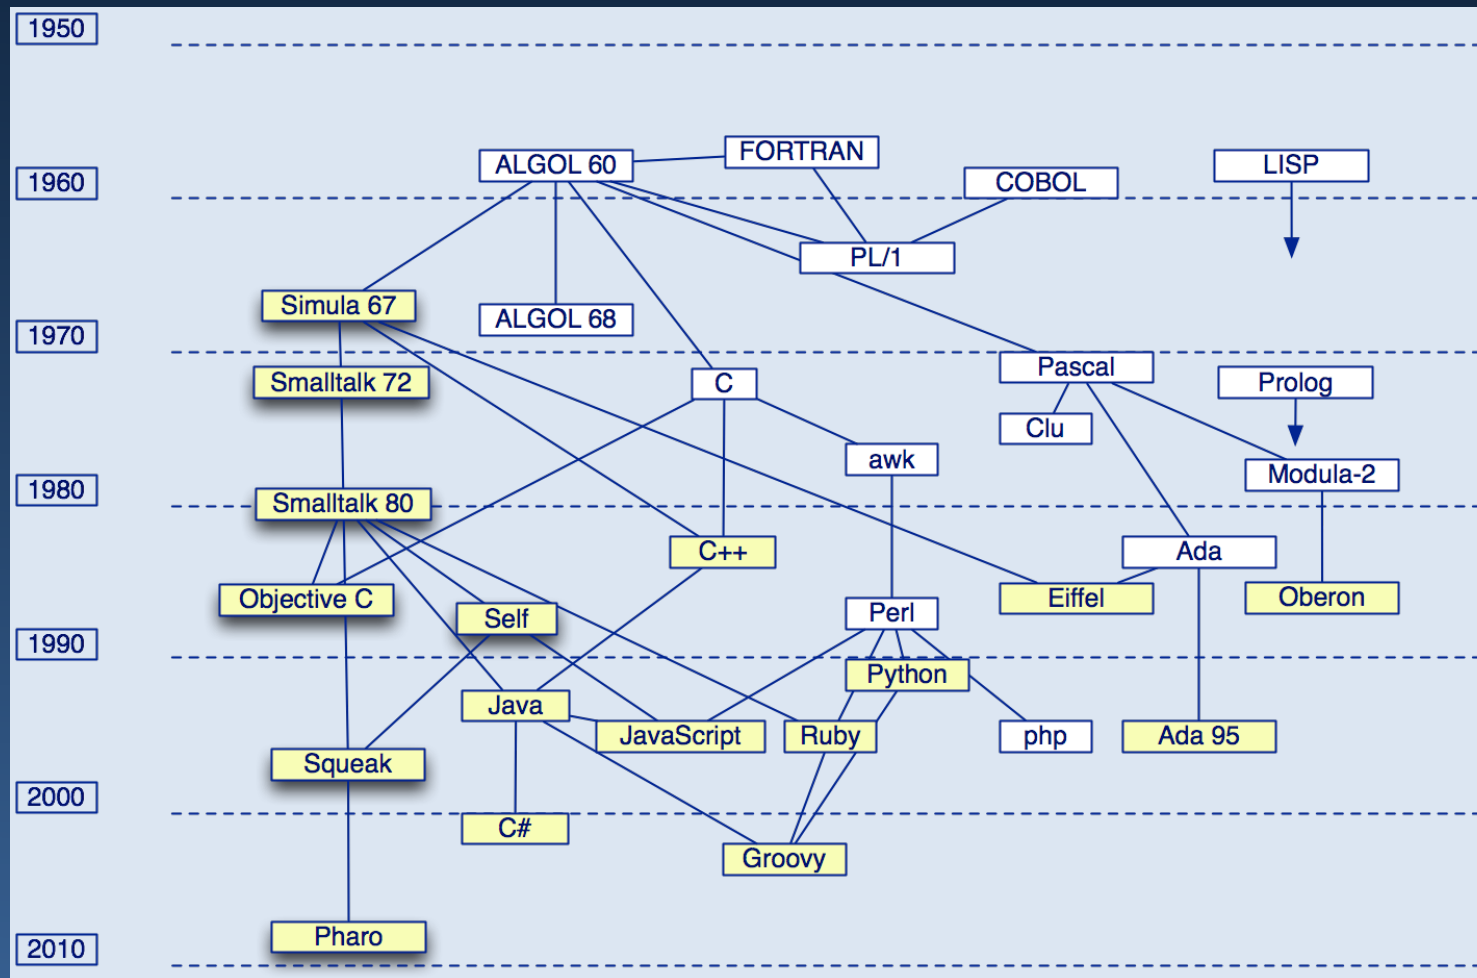 1950
FORTRAN
ALGOL 60
LISP
1960
COBOL
PL/1
Simula 67
ALGOL 68
1970
Pascal
Smalltalk 72
C
Prolog
Clu
awk
Modula-2
1980
Smalltalk 80
C++
Ada
Objective C
Eiffel
Oberon
Self
Perl
1990
Python
Java
JavaScript
Ruby
php
Ada 95
Squeak
2000
C#
Groovy
Pharo
2010